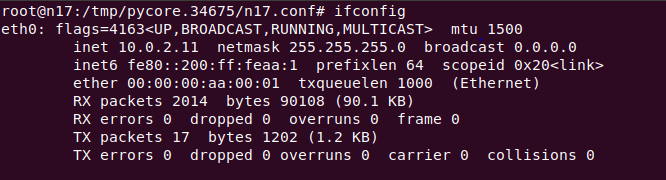 root@n17:/tmp/pycore.34675/n17.conf# ifconfig
eth0: flags=4163<UP,BROADCAST,RUNNING,MULTICAST>  mtu 1500
        inet 10.0.2.11  netmask 255.255.255.0  broadcast 0.0.0.0
        inet6 fe80::200:ff:feaa:1  prefixlen 64  scopeid 0x20<link>
        ether 00:00:00:aa:00:01  txqueuelen 1000  (Ethernet)
        RX packets 2014  bytes 90108 (90.1 KB)
        RX errors 0  dropped 0  overruns 0  frame 0
        TX packets 17  bytes 1202 (1.2 KB)
        TX errors 0  dropped 0 overruns 0  carrier 0  collisions 0